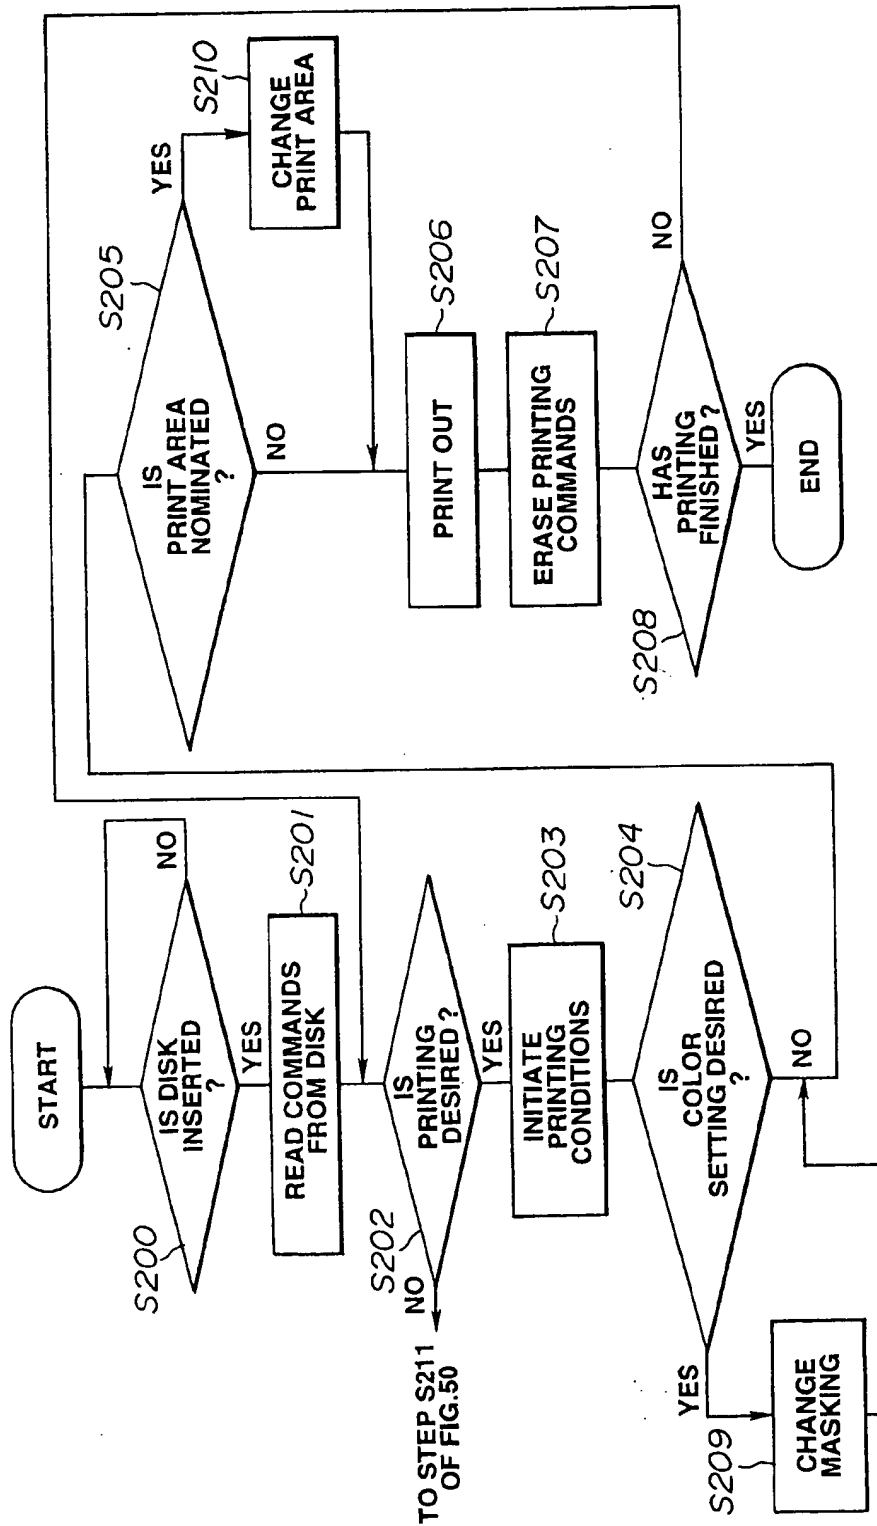 START
IS DISK
INSERTED
?
NO
YES
S200
READ COMMANDS
FROM DISK
S201
IS
PRINTING
DESIRED ?
S202
NO
TO STEP S211
OF FIG.50
YES
INITIATE
PRINTING
CONDITIONS
S203
IS
COLOR
SETTING DESIRED
?
S204
YES
NO
S209
CHANGE
MASKING
IS
PRINT AREA
NOMINATED
?
S205
YES
S210
CHANGE
PRINT AREA
NO
PRINT OUT
S206
ERASE PRINTING
COMMANDS
S207
HAS
PRINTING
FINISHED ?
S208
NO
YES
END